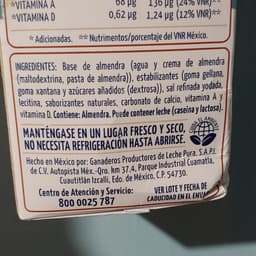 *VITAMINA A 68 µg 136 µg (24% VNR)**
*VITAMINA D 0,62 µg 1,24 µg (12% VNR)**
* Adicionadas. ** Nutrimentos/porcentaje del VNR México.
INGREDIENTES: Base de almendra (agua y crema de almendra
(maltodextrina, pasta de almendra)), estabilizantes (goma gellana,
goma xantana y azúcares añadidos (dextrosa)), sal refinada yodada,
lecitina, saborizantes naturales, carbonato de calcio, vitamina A y
vitamina D. Contiene: Almendra. Puede contener leche (caseína y lactosa).
MANTÉNGASE EN UN LUGAR FRESCO Y SECO,
NO NECESITA REFRIGERACIÓN HASTA ABRIRSE.
Hecho en México por: Ganaderos Productores de Leche Pura, S.A.P.I.
de C.V. Autopista Méx.-Qro. km 37,4, Parque Industrial Cuamatla,
Cuautitlán Izcalli, Edo. de México, C.P. 54730.
Centro de Atención y Servicio:
800 0025 787
VER LOTE Y FECHA DE
CADUCIDAD EN EL